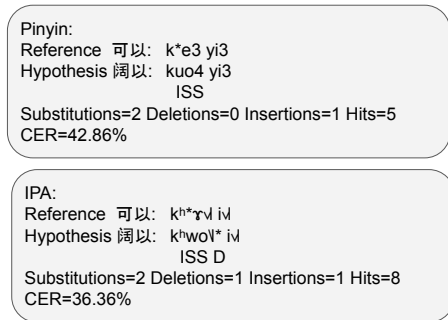 Pinyin:
Reference 可以: k*e3 yi3
Hypothesis 阔以: kuo4 yi3
ISS
Substitutions=2 Deletions=0 Insertions=1 Hits=5
CER=42.86%
IPA:
Reference 可以: kʰ*ɤ˨˩˦ i˨˩˦
Hypothesis 阔以: kʰwo˥˩* i˨˩˦
ISS D
Substitutions=2 Deletions=1 Insertions=1 Hits=8
CER=36.36%